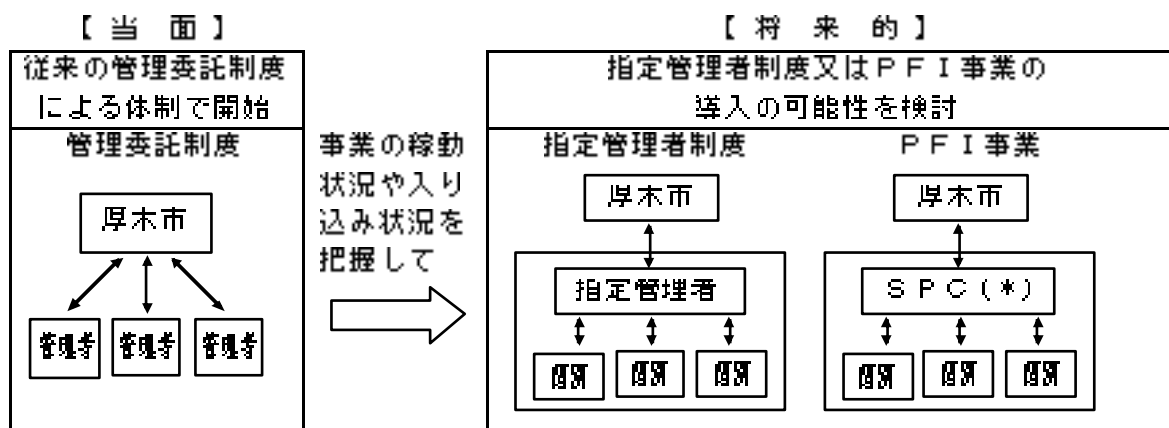 【 当　面 】
従来の管理委託制度
による体制で開始
管理委託制度
厚木市
事業の稼動
状況や入り
込み状況を
把握して
【 将　来　的 】
指定管理者制度又はＰＦＩ事業の
導入の可能性を検討
指定管理者制度
厚木市
指定管理者
ＰＦＩ事業
厚木市
ＳＰＣ(*)